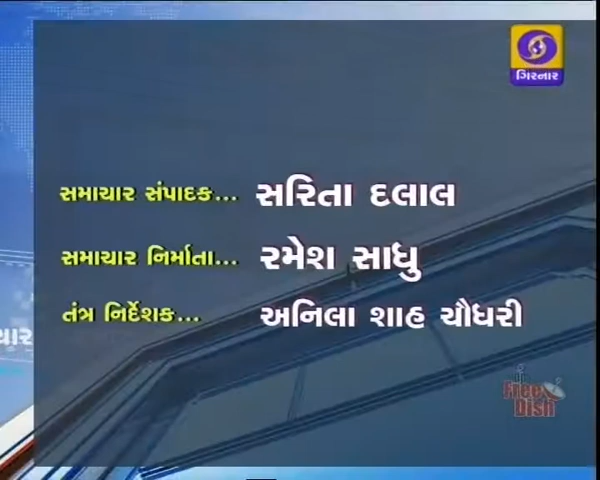 ગિરનાર
સમાચાર સંપાદક... સરિતા દલાલ
સમાચાર નિર્માતા... રમેશ સાધુ
તંત્ર નિર્દેશક... અનિલા શાહ ચૌધરી
Free
Dish